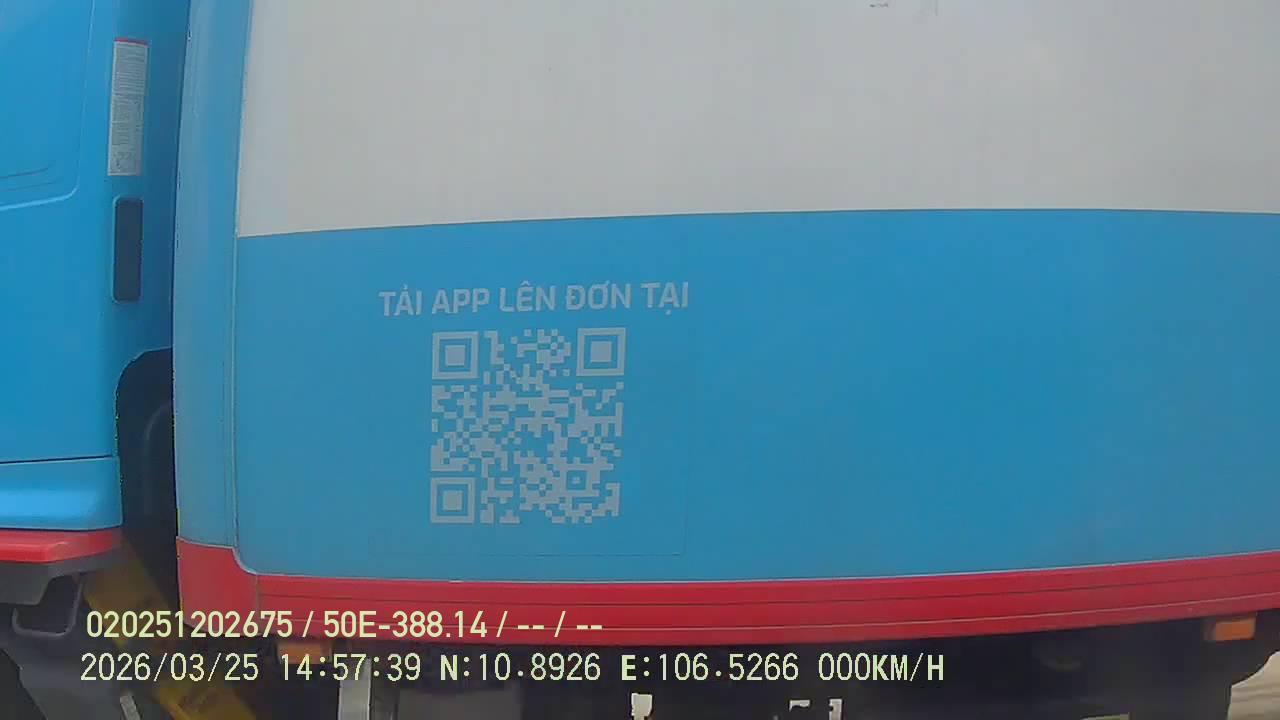 TẢI APP LÊN ĐƠN TẠI
020251202675 / 50E-388.14 / -- / --
2026/03/25 14:57:39 N:10.8926 E:106.5266 000KM/H